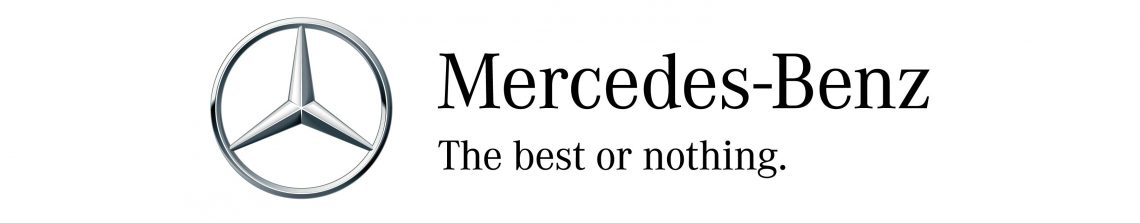 Mercedes-Benz
The best or nothing.